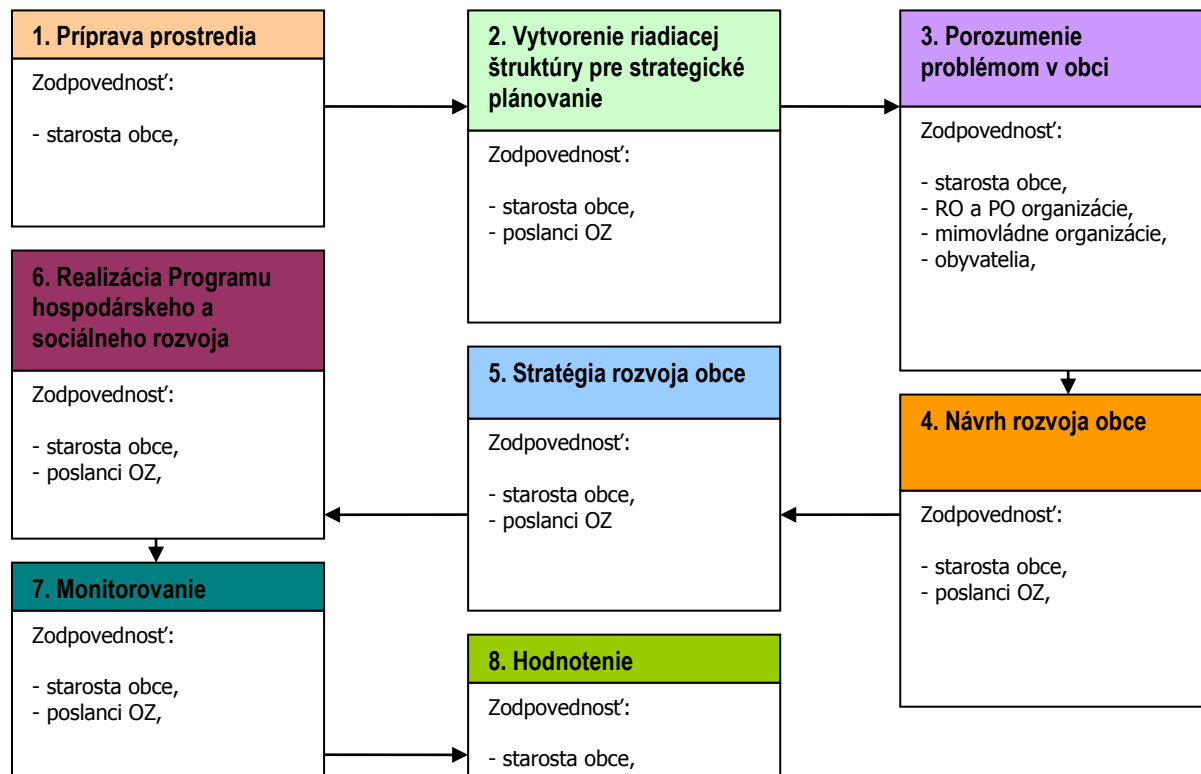 1. Príprava prostredia
Zodpovednosť:
- starosta obce,
2. Vytvorenie riadiacej
štruktúry pre strategické
plánovanie
Zodpovednosť:
- starosta obce,
- poslanci OZ
3. Porozumenie
problémom v obci
Zodpovednosť:
- starosta obce,
- RO a PO organizácie,
- mimovládne organizácie,
- obyvatelia,
4. Návrh rozvoja obce
Zodpovednosť:
- starosta obce,
- poslanci OZ,
5. Stratégia rozvoja obce
Zodpovednosť:
- starosta obce,
- poslanci OZ
6. Realizácia Programu
hospodárskeho a
sociálneho rozvoja
Zodpovednosť:
- starosta obce,
- poslanci OZ,
7. Monitorovanie
Zodpovednosť:
- starosta obce,
- poslanci OZ,
8. Hodnotenie
Zodpovednosť:
- starosta obce,